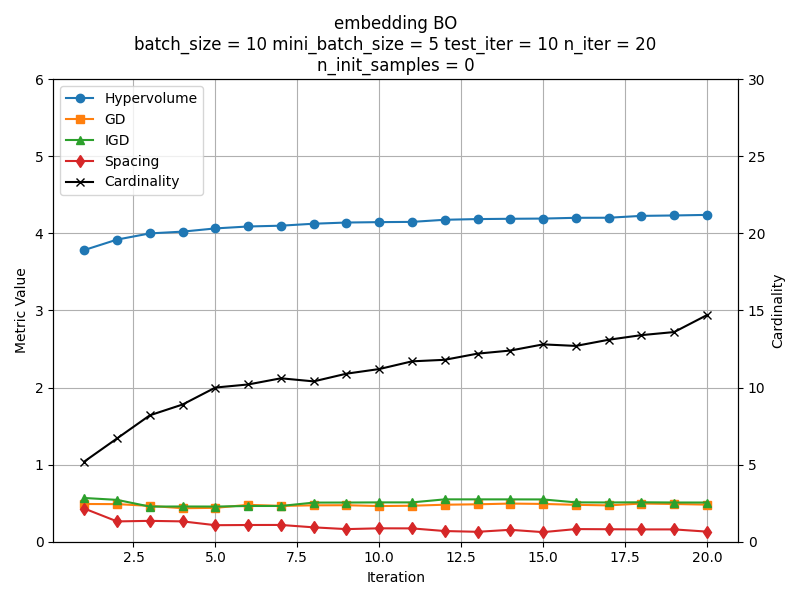 embedding BO
batch_size = 10 mini_batch_size = 5 test_iter = 10 n_iter = 20
n_init_samples = 0
Hypervolume
GD
IGD
Spacing
Cardinality
6
5
4
3
2
1
0
Metric Value
30
25
20
15
10
5
0
Cardinality
2.5
5.0
7.5
10.0
12.5
15.0
17.5
20.0
Iteration